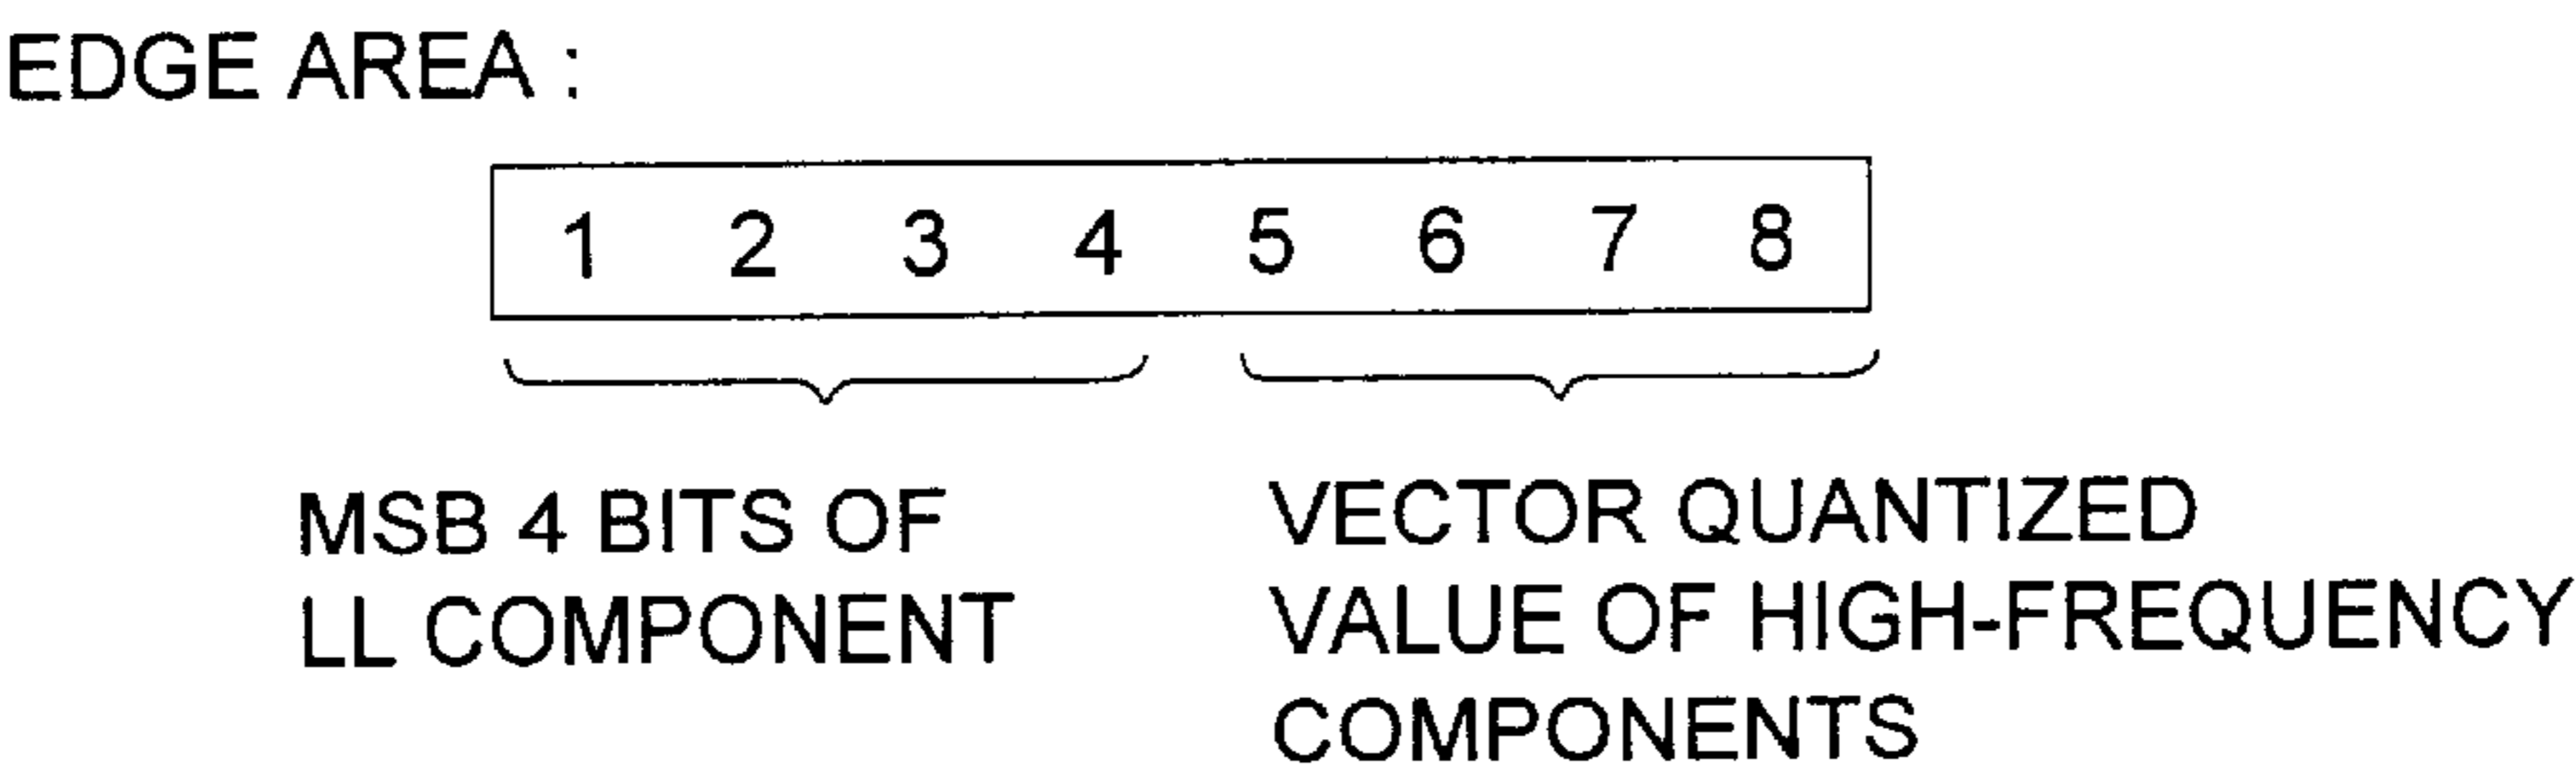 EDGE AREA :
1 2 3 4 5 6 7 8
MSB 4 BITS OF
LL COMPONENT
VECTOR QUANTIZED
VALUE OF HIGH-FREQUENCY
COMPONENTS